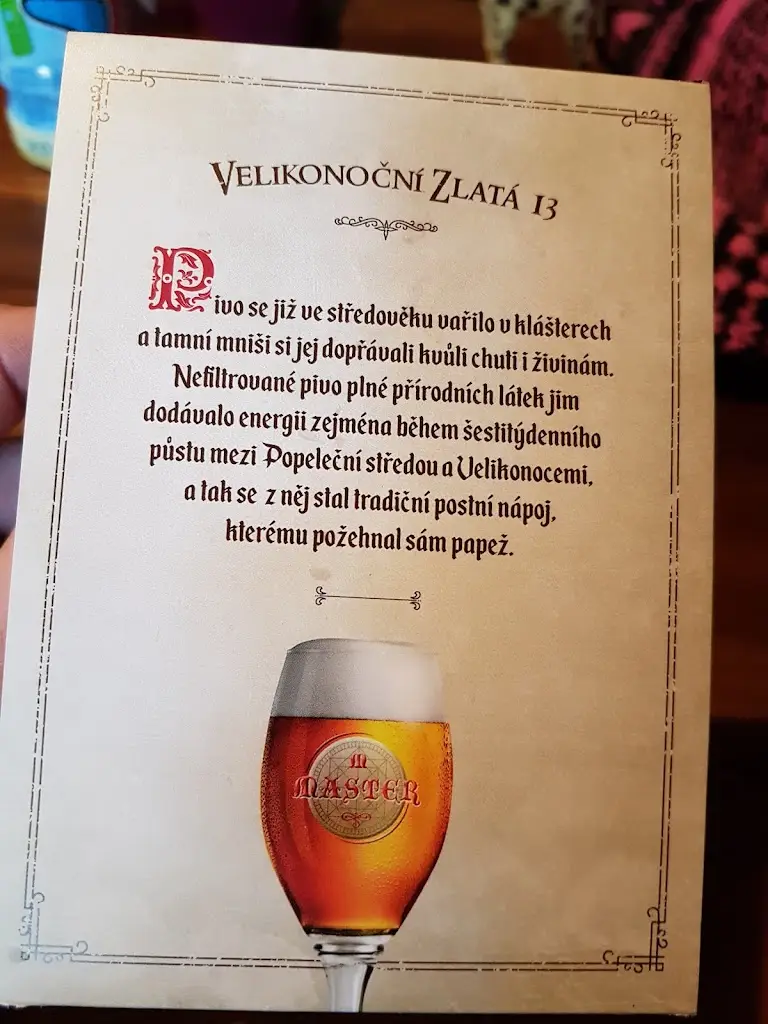 Velikonoční Zlatá 13
Pivo se již ve středověku vařilo v klášterech
a tamní mniši si jej dopřávali kvůli chuti i živinám.
Nefiltrované pivo plné přírodních látek jim
dodávalo energii zejména během šestitýdenního
půstu mezi Popeleční středou a Velikonocemi,
a tak se z něj stal tradiční postní nápoj,
kterému požehnal sám papež.
M
MASTER